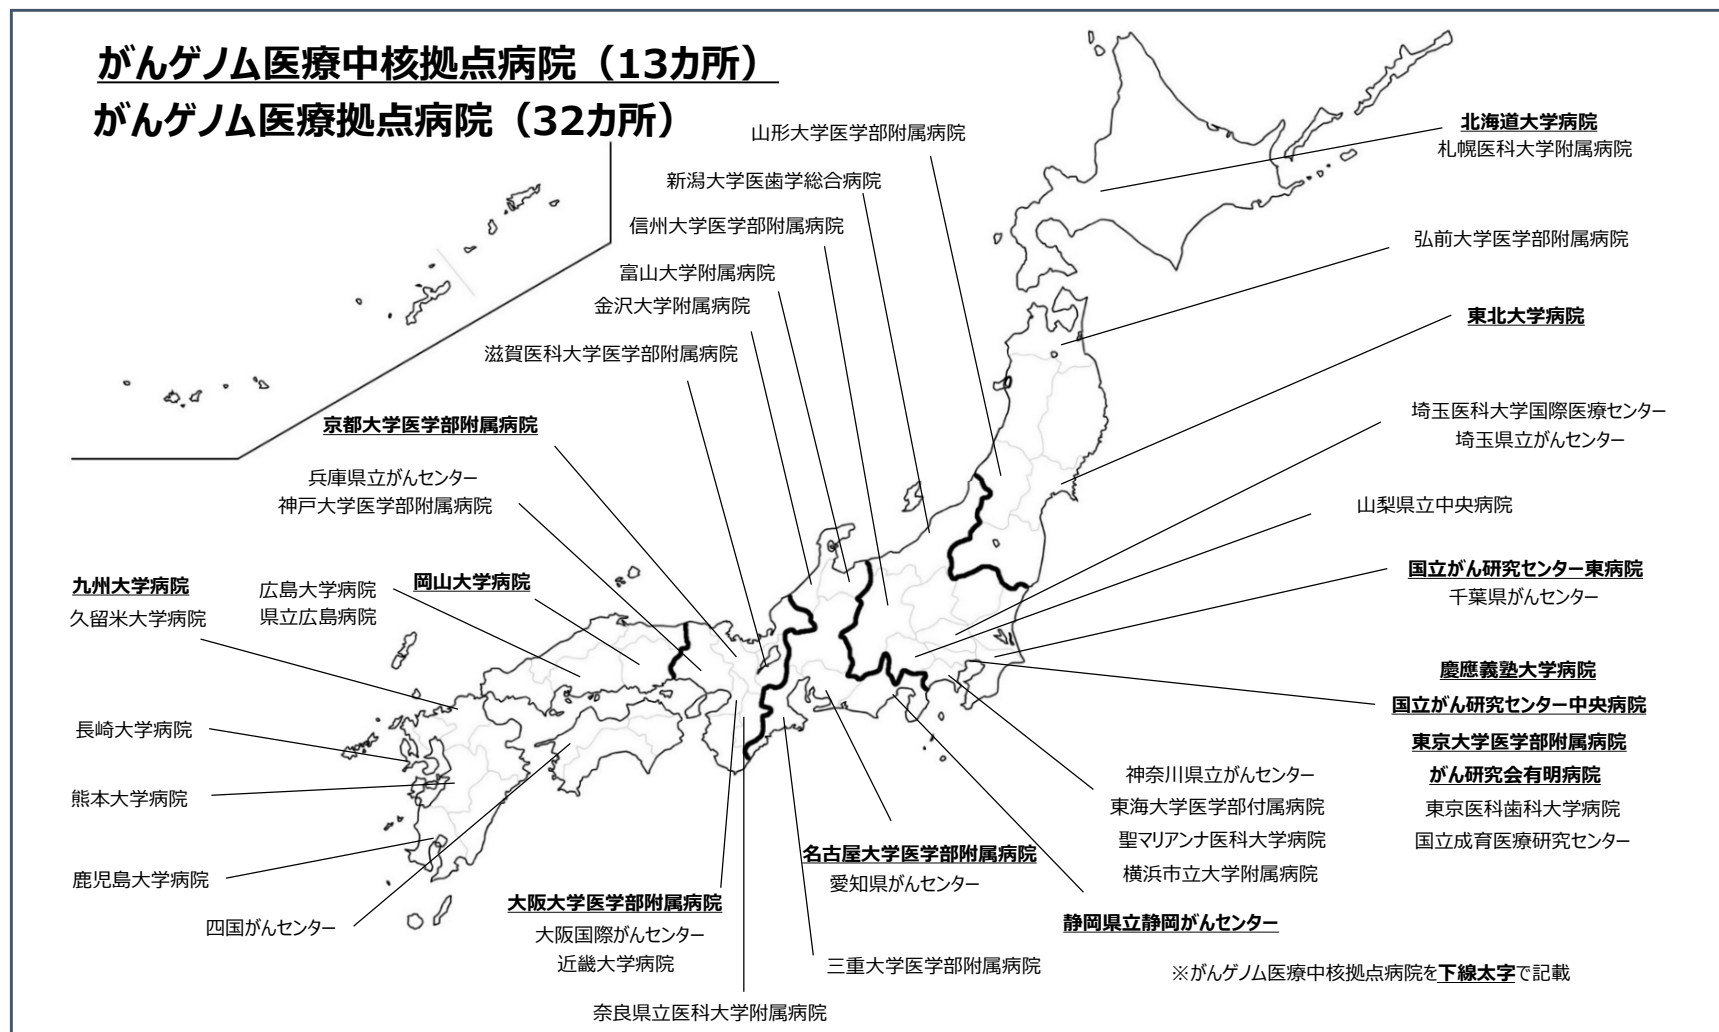 がんゲノム医療中核拠点病院（13カ所）
がんゲノム医療拠点病院（32カ所）
山形大学医学部附属病院
新潟大学医歯学総合病院
信州大学医学部附属病院
富山大学附属病院
金沢大学附属病院
滋賀医科大学医学部附属病院
京都大学医学部附属病院
兵庫県立がんセンター
神戸大学医学部附属病院
岡山大学病院
広島大学病院
県立広島病院
九州大学病院
久留米大学病院
長崎大学病院
熊本大学病院
鹿児島大学病院
四国がんセンター
大阪大学医学部附属病院
大阪国際がんセンター
近畿大学病院
奈良県立医科大学附属病院
三重大学医学部附属病院
名古屋大学医学部附属病院
愛知県がんセンター
静岡県立静岡がんセンター
北海道大学病院
札幌医科大学附属病院
弘前大学医学部附属病院
東北大学病院
埼玉医科大学国際医療センター
埼玉県立がんセンター
山梨県立中央病院
国立がん研究センター東病院
千葉県がんセンター
慶應義塾大学病院
国立がん研究センター中央病院
東京大学医学部附属病院
がん研究会有明病院
東京医科歯科大学病院
国立成育医療研究センター
神奈川県立がんセンター
東海大学医学部付属病院
聖マリアンナ医科大学病院
横浜市立大学附属病院
※がんゲノム医療中核拠点病院を下線太字で記載